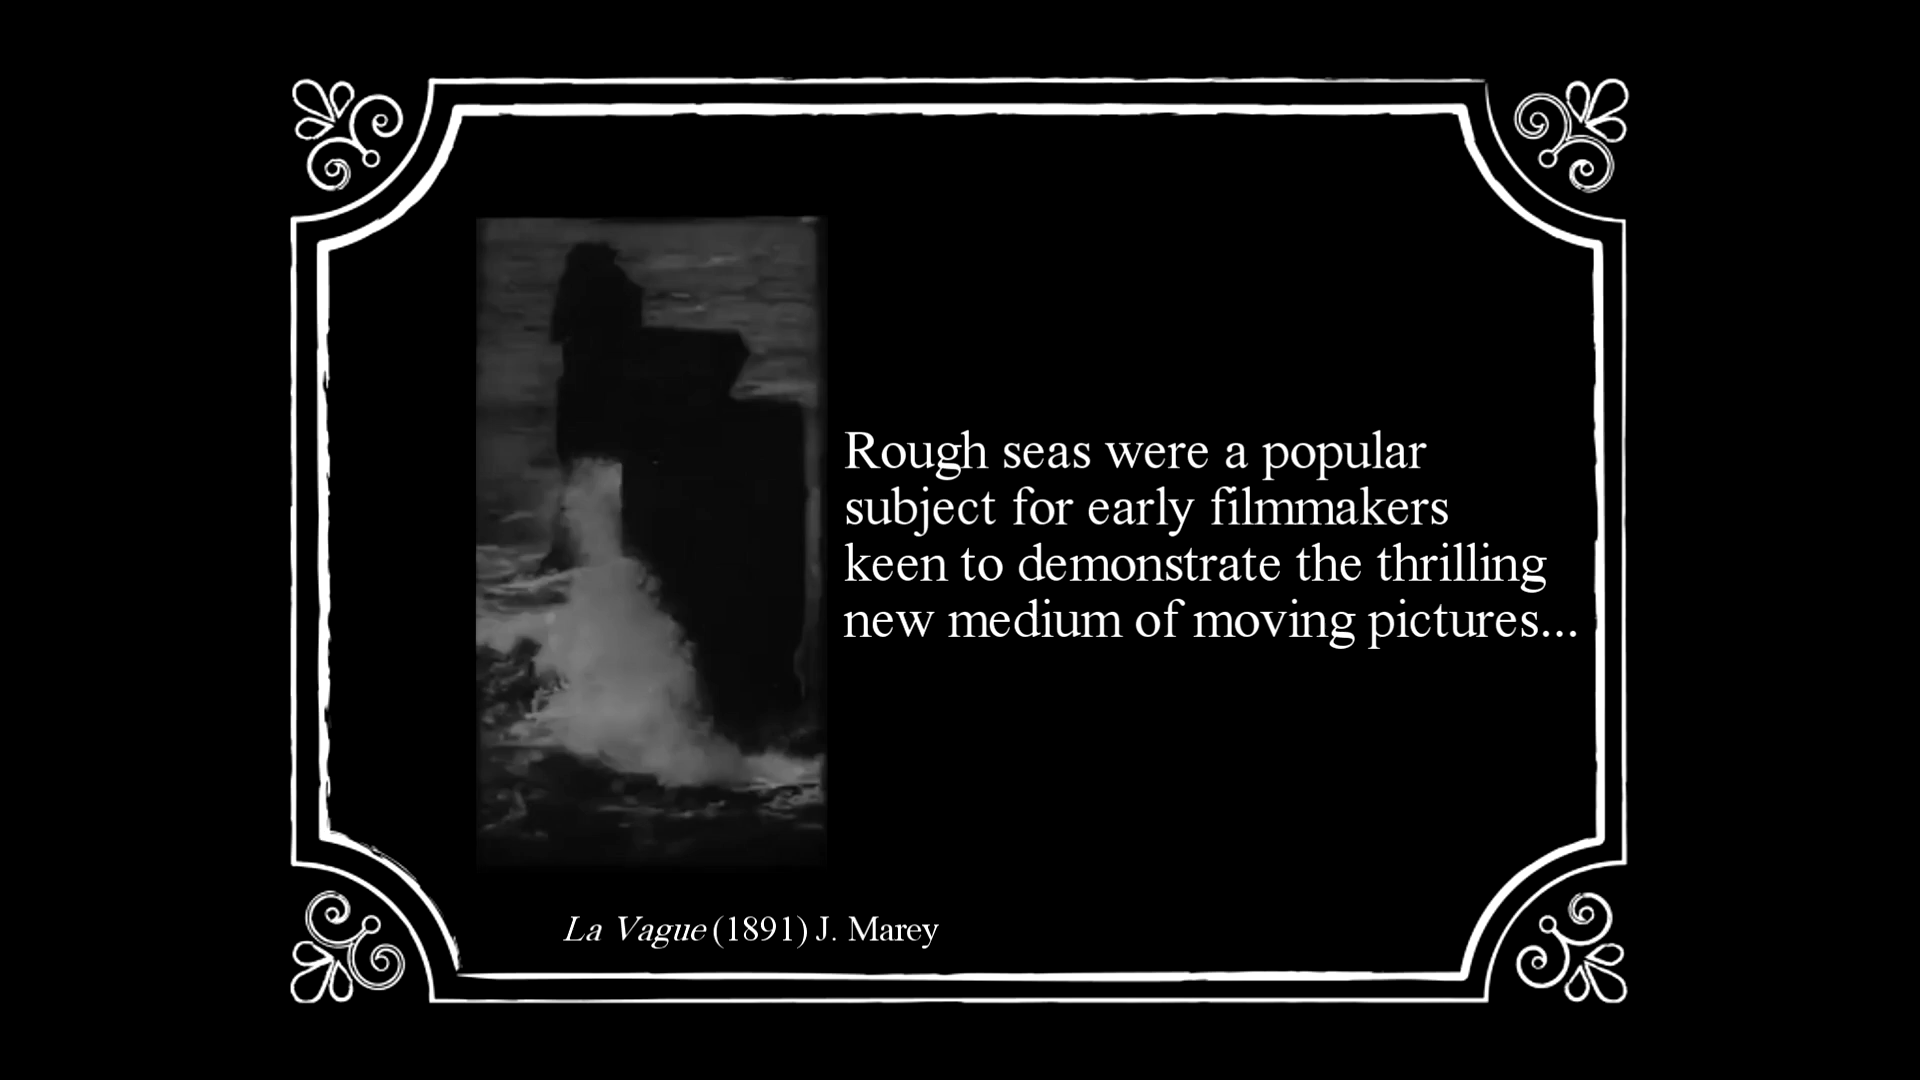 Rough seas were a popular
subject for early filmmakers
keen to demonstrate the thrilling
new medium of moving pictures...
La Vague (1891) J. Marey